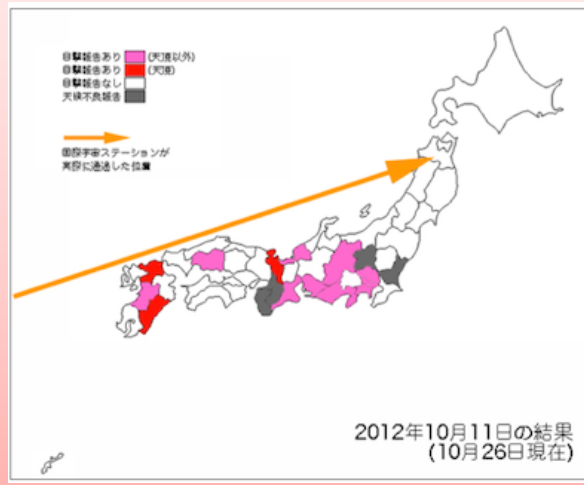 目撃報告あり (天頂以外)
目撃報告あり (天頂)
目撃報告なし
天候不良報告
国際宇宙ステーションが
実際に通過した位置
2012年10月11日の結果
(10月26日現在)